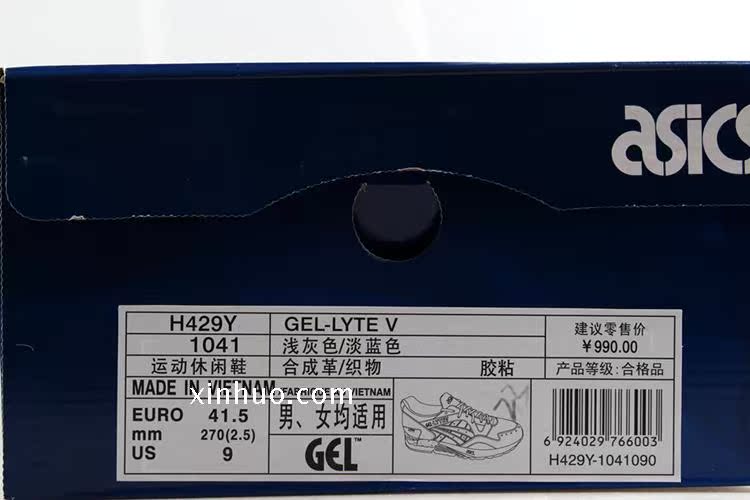 asics
H429Y GEL-LYTE V 建议零售价
1041 浅灰色/淡蓝色 ￥990.00
运动休闲鞋 合成革/织物 胶粘 产品等级: 合格品
MADE IN VIETNAM VIETNAM
xinhuo.com
EURO 41.5 男、女均适用
mm 270(2.5)
US 9 GEL™
6 924029 766003
H429Y-1041090